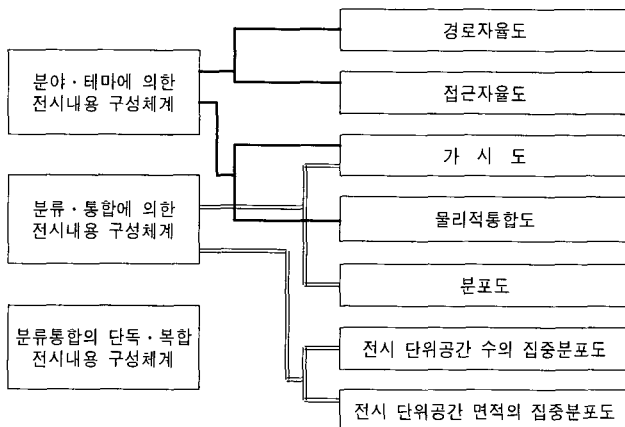 분야·테마에 의한
전시내용 구성체계
분류·통합에 의한
전시내용 구성체계
분류통합의 단독·복합
전시내용 구성체계
경로자율도
접근자율도
가 시 도
물리적통합도
분포도
전시 단위공간 수의 집중분포도
전시 단위공간 면적의 집중분포도